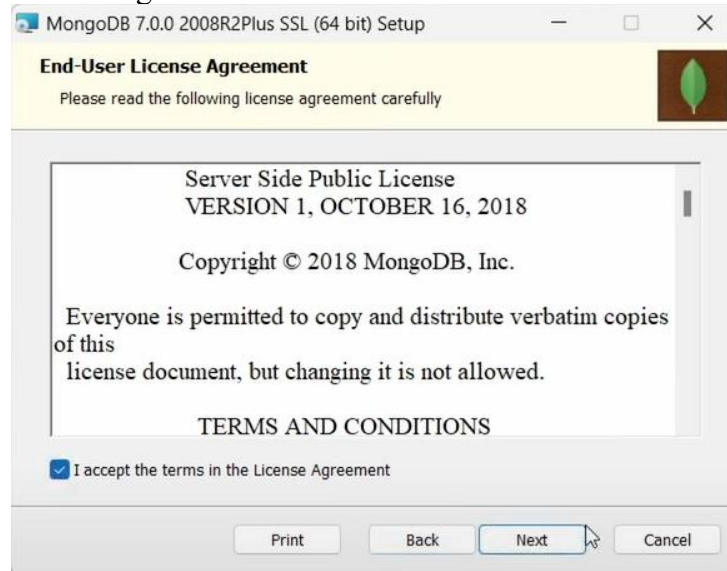 MongoDB 7.0.0 2008R2Plus SSL (64 bit) Setup
End-User License Agreement
Please read the following license agreement carefully
Server Side Public License
VERSION 1, OCTOBER 16, 2018
Copyright © 2018 MongoDB, Inc.
Everyone is permitted to copy and distribute verbatim copies
of this
license document, but changing it is not allowed.
TERMS AND CONDITIONS
I accept the terms in the License Agreement
Print Back Next Cancel